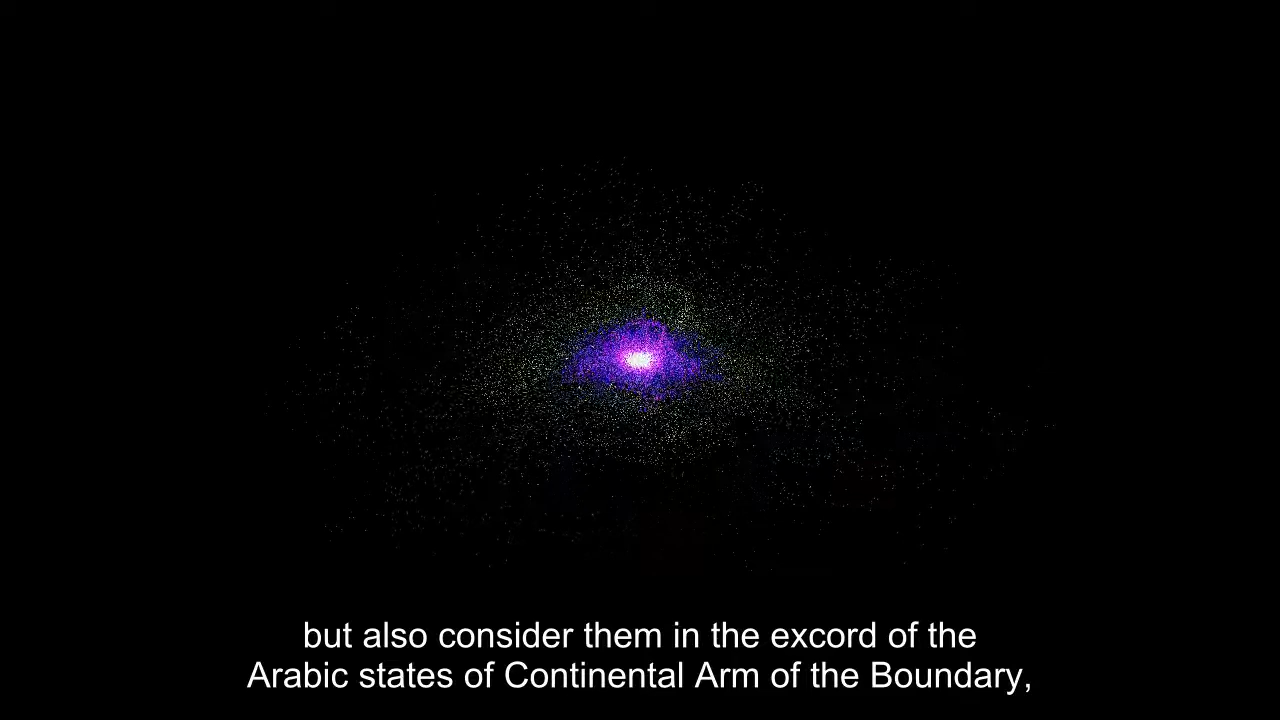 but also consider them in the excord of the
Arabic states of Continental Arm of the Boundary,